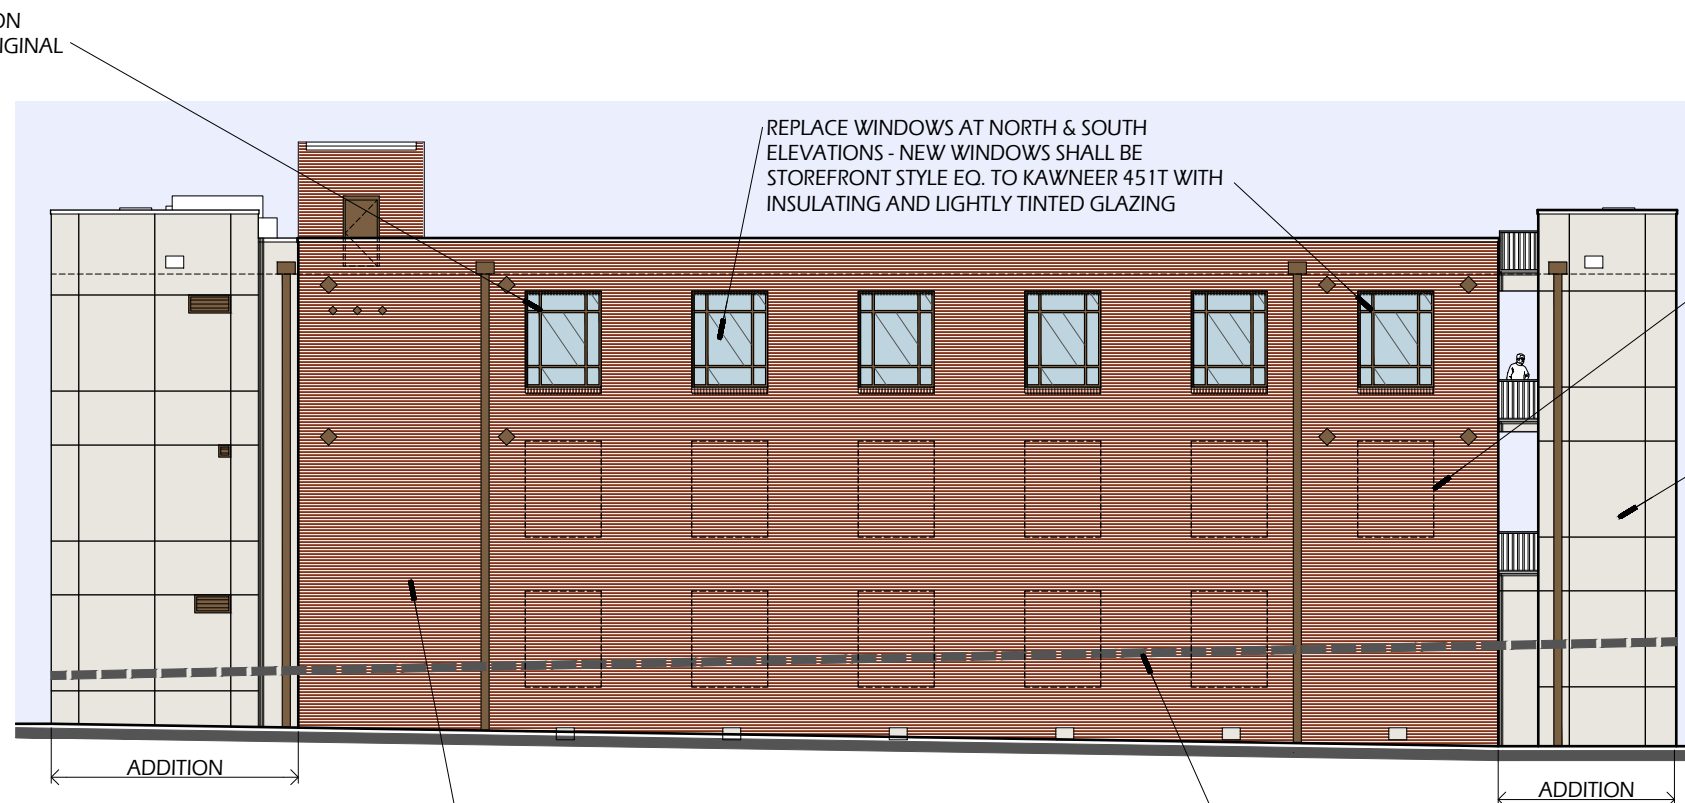 ON
REPLACE WINDOWS AT NORTH & SOUTH
ELEVATIONS - NEW WINDOWS SHALL BE
STOREFRONT STYLE EQ. TO KAWNEER 451T WITH
INSULATING AND LIGHTLY TINTED GLAZING
ADDITION
ADDITION